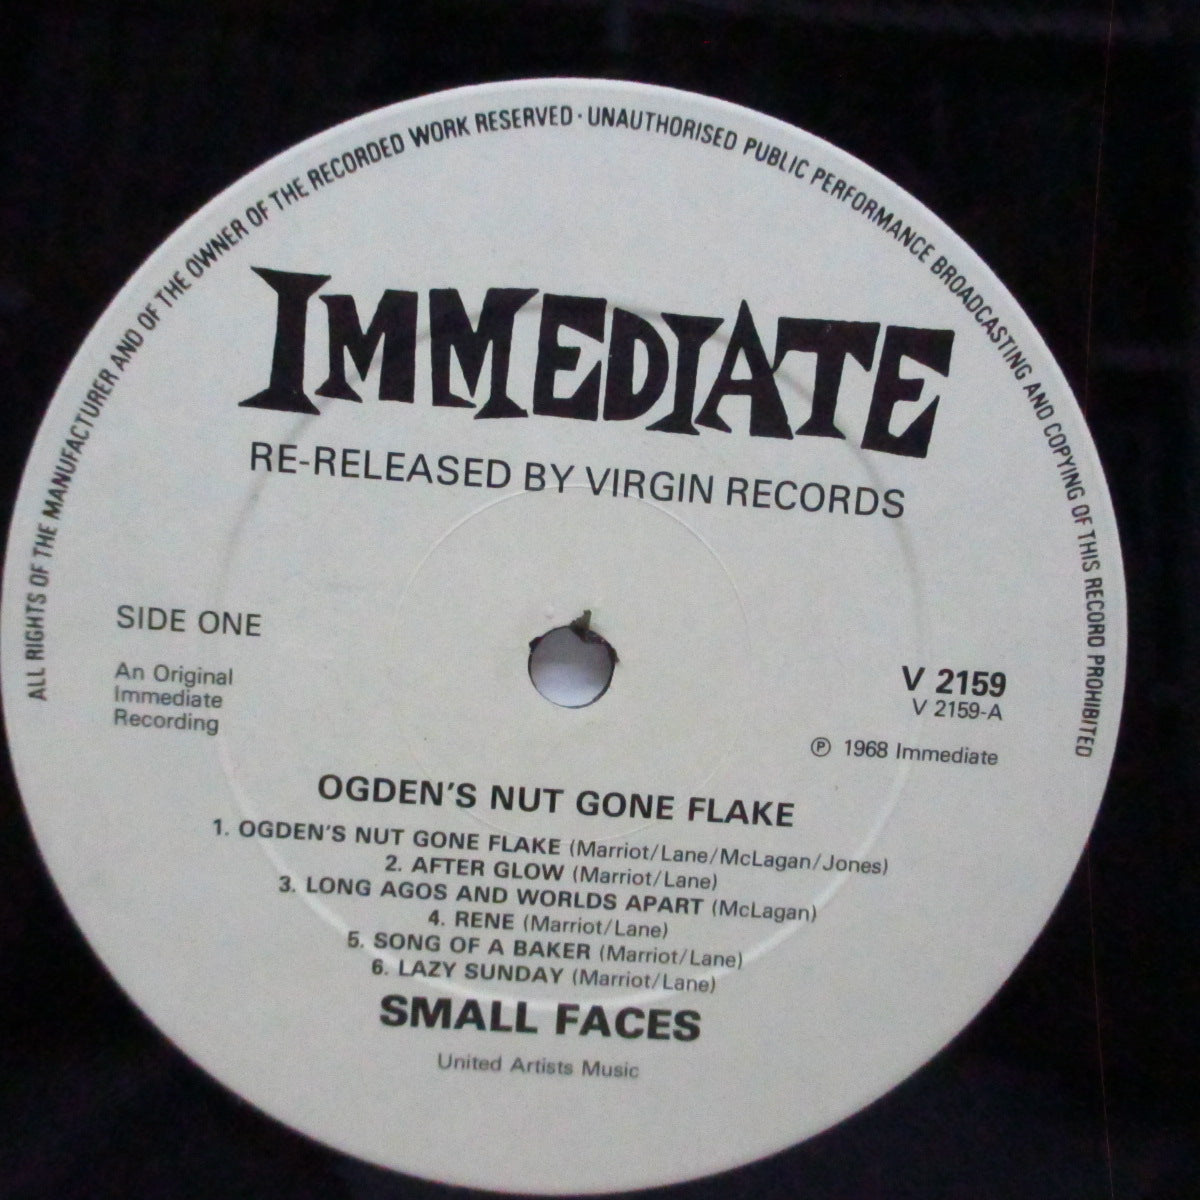 ALL RIGHTS OF THE MANUFACTURER AND OF THE OWNER OF THE RECORDED WORK RESERVED · UNAUTHORISED PUBLIC PERFORMANCE BROADCASTING AND COPYING OF THIS RECORD PROHIBITED
IMMEDIATE
RE-RELEASED BY VIRGIN RECORDS
SIDE ONE
An Original
Immediate
Recording
V 2159
V 2159-A
℗ 1968 Immediate
OGDEN'S NUT GONE FLAKE
1. OGDEN'S NUT GONE FLAKE (Marriot/Lane/McLagan/Jones)
2. AFTER GLOW (Marriot/Lane)
3. LONG AGOS AND WORLDS APART (McLagan)
4. RENE (Marriot/Lane)
5. SONG OF A BAKER (Marriot/Lane)
6. LAZY SUNDAY (Marriot/Lane)
SMALL FACES
United Artists Music